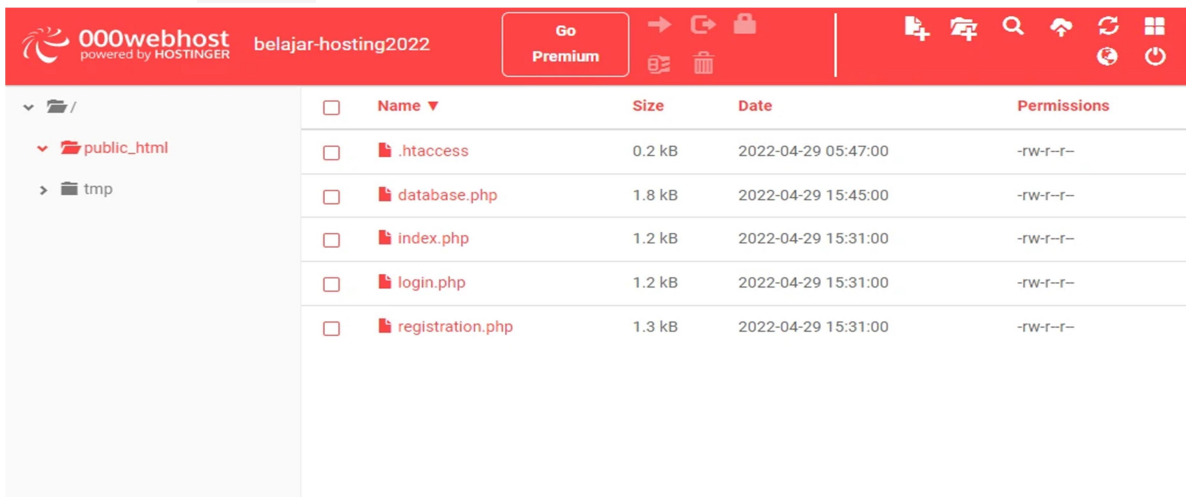 000webhost
powered by HOSTINGER
belajar-hosting2022
Go
Premium
/
public_html
tmp
Name ▼ Size Date Permissions
.htaccess 0.2 kB 2022-04-29 05:47:00 -rw-r--r--
database.php 1.8 kB 2022-04-29 15:45:00 -rw-r--r--
index.php 1.2 kB 2022-04-29 15:31:00 -rw-r--r--
login.php 1.2 kB 2022-04-29 15:31:00 -rw-r--r--
registration.php 1.3 kB 2022-04-29 15:31:00 -rw-r--r--